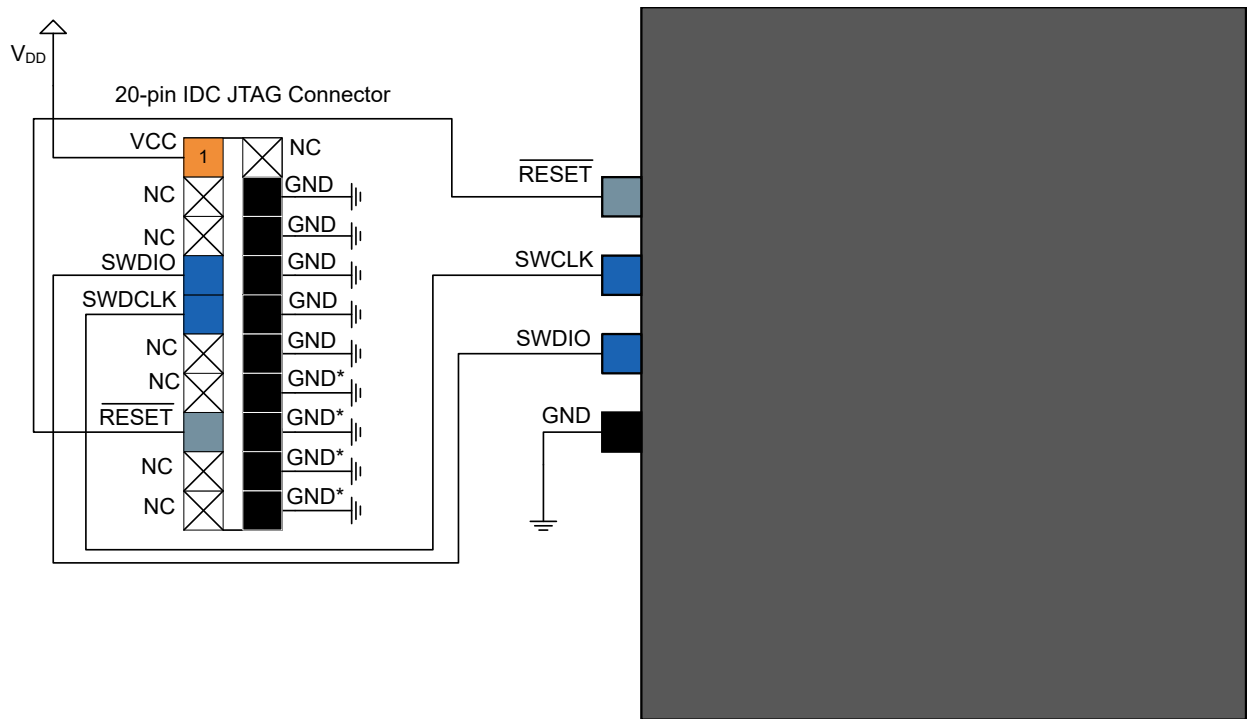 VDD
20-pin IDC JTAG Connector
VCC
1
NC
NC
GND
NC
GND
SWDIO
GND
SWDCLK
GND
NC
GND
NC
GND*
RESET
GND*
NC
GND*
NC
GND*
RESET
SWCLK
SWDIO
GND